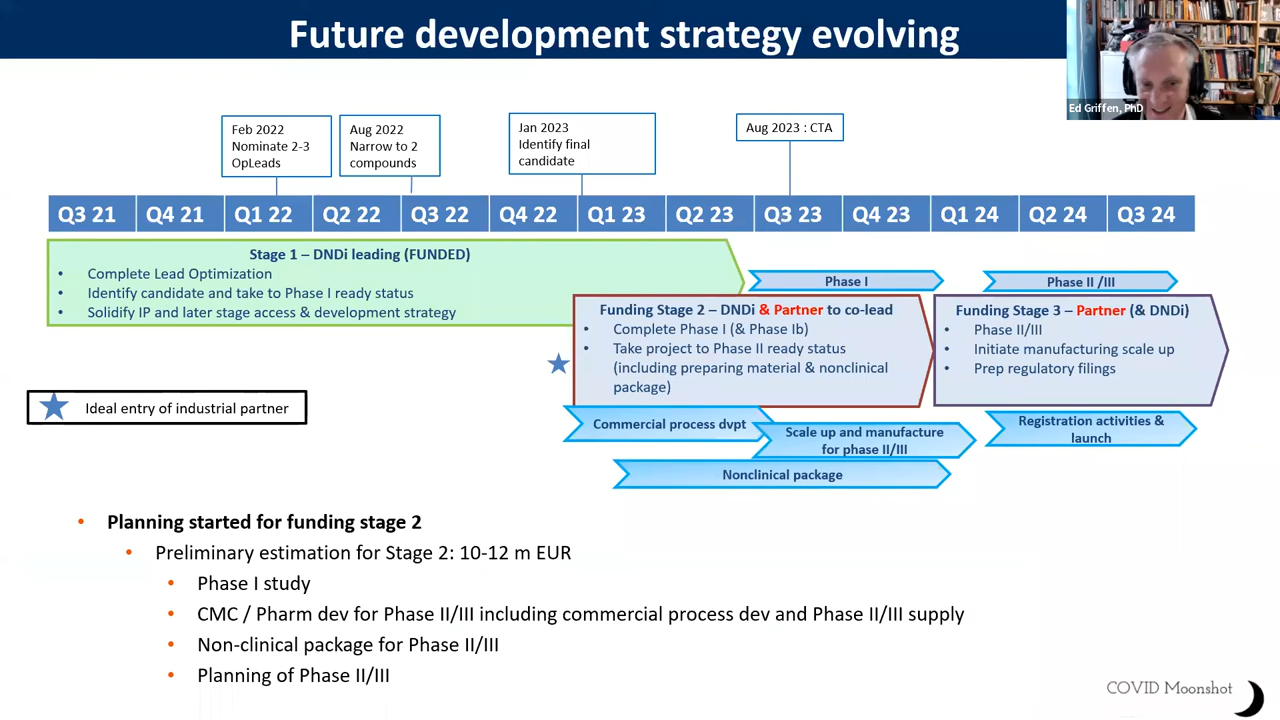 Future development strategy evolving
Ed Griffen, PhD
Feb 2022
Nominate 2-3
OpLeads
Aug 2022
Narrow to 2
compounds
Jan 2023
Identify final
candidate
Aug 2023 : CTA
Q3 21 Q4 21 Q1 22 Q2 22 Q3 22 Q4 22 Q1 23 Q2 23 Q3 23 Q4 23 Q1 24 Q2 24 Q3 24
Stage 1 – DNDi leading (FUNDED)
• Complete Lead Optimization
• Identify candidate and take to Phase I ready status
• Solidify IP and later stage access & development strategy
Phase I
Phase II /III
Funding Stage 2 – DNDi & Partner to co-lead
• Complete Phase I (& Phase Ib)
• Take project to Phase II ready status
(including preparing material & nonclinical
package)
Funding Stage 3 – Partner (& DNDi)
• Phase II/III
• Initiate manufacturing scale up
• Prep regulatory filings
Ideal entry of industrial partner
Commercial process dvpt
Scale up and manufacture
for phase II/III
Registration activities &
launch
Nonclinical package
• Planning started for funding stage 2
• Preliminary estimation for Stage 2: 10-12 m EUR
• Phase I study
• CMC / Pharm dev for Phase II/III including commercial process dev and Phase II/III supply
• Non-clinical package for Phase II/III
• Planning of Phase II/III
COVID Moonshot